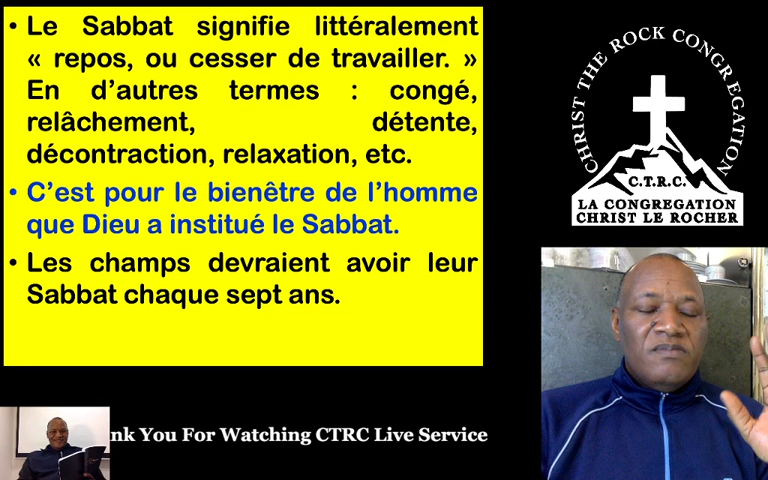 • Le Sabbat signifie littéralement
« repos, ou cesser de travailler. »
En d’autres termes : congé,
relâchement, détente,
décontraction, relaxation, etc.
• C’est pour le bienêtre de l’homme
que Dieu a institué le Sabbat.
• Les champs devraient avoir leur
Sabbat chaque sept ans.
CHRIST THE ROCK CONGREGATION
C.T.R.C.
LA CONGREGATION
CHRIST LE ROCHER
You For Watching CTRC Live Service